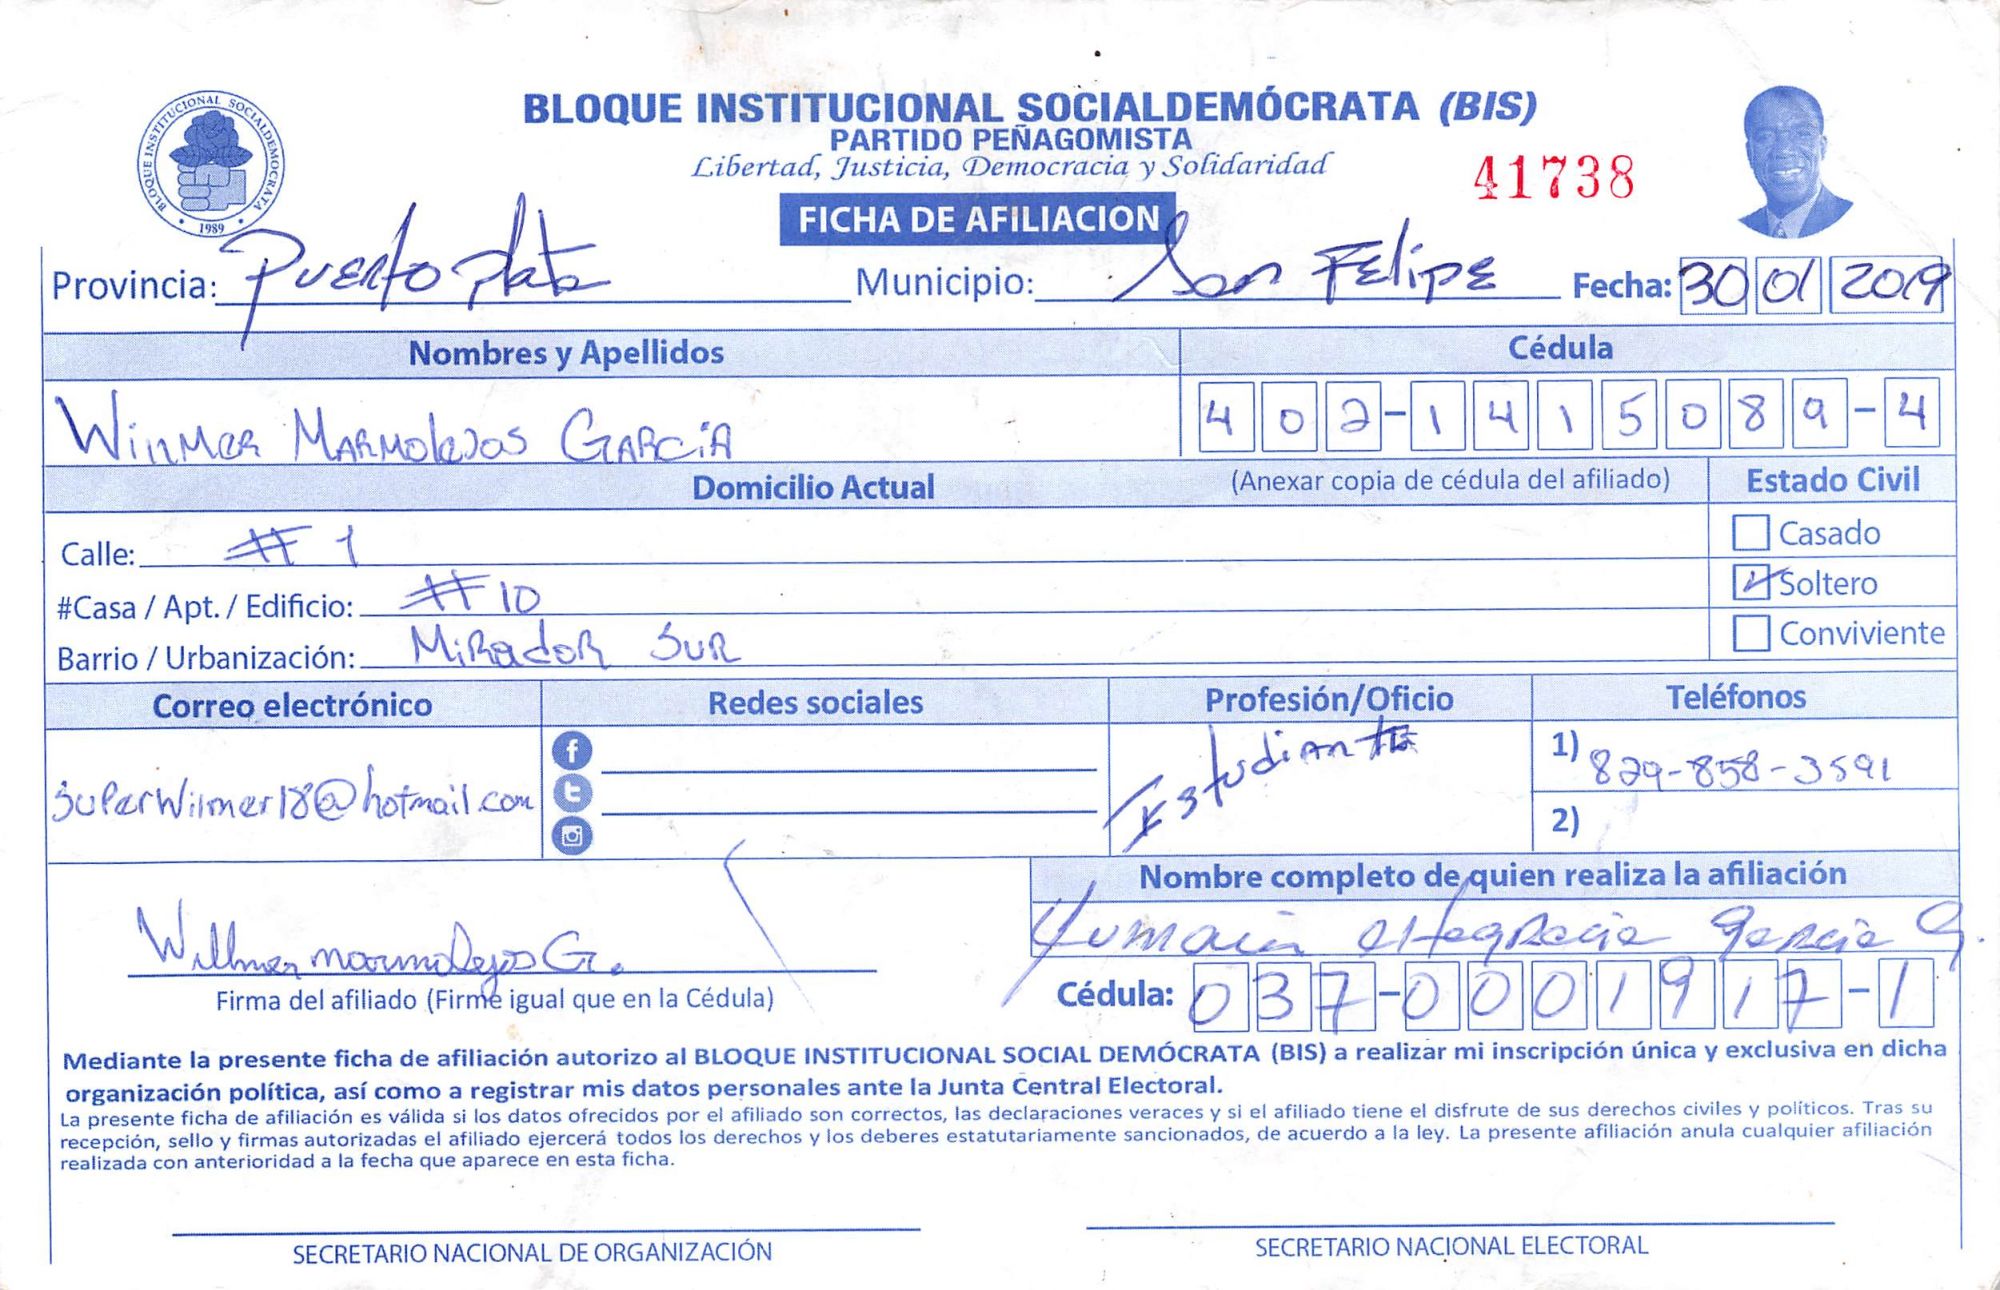 BLOQUE INSTITUCIONAL SOCIALDEMOCRATA
1989
BLOQUE INSTITUCIONAL SOCIALDEMÓCRATA (BIS)
PARTIDO PEÑAGOMISTA
Libertad, Justicia, Democracia y Solidaridad
41738
FICHA DE AFILIACION
Provincia: Puerto Plata Municipio: San Felipe Fecha: 30 01 2019
Nombres y Apellidos Cédula
Wilmer Marmolejos García 402-1415089-4
Domicilio Actual (Anexar copia de cédula del afiliado) Estado Civil
Calle: #1 Casado
#Casa / Apt. / Edificio: #10 Soltero
Barrio / Urbanización: Mirador Sur Conviviente
Correo electrónico Redes sociales Profesión/Oficio Teléfonos
superwilmer18@hotmail.com Estudiante 1) 829-858-3591
2)
Nombre completo de quien realiza la afiliación
Altagracia García G.
Willmer marmolejos G.
Firma del afiliado (Firme igual que en la Cédula) Cédula: 037-0001917-1
Mediante la presente ficha de afiliación autorizo al BLOQUE INSTITUCIONAL SOCIAL DEMÓCRATA (BIS) a realizar mi inscripción única y exclusiva en dicha
organización política, así como a registrar mis datos personales ante la Junta Central Electoral.
La presente ficha de afiliación es válida si los datos ofrecidos por el afiliado son correctos, las declaraciones veraces y si el afiliado tiene el disfrute de sus derechos civiles y políticos. Tras su
recepción, sello y firmas autorizadas el afiliado ejercerá todos los derechos y los deberes estatutariamente sancionados, de acuerdo a la ley. La presente afiliación anula cualquier afiliación
realizada con anterioridad a la fecha que aparece en esta ficha.
SECRETARIO NACIONAL DE ORGANIZACIÓN SECRETARIO NACIONAL ELECTORAL